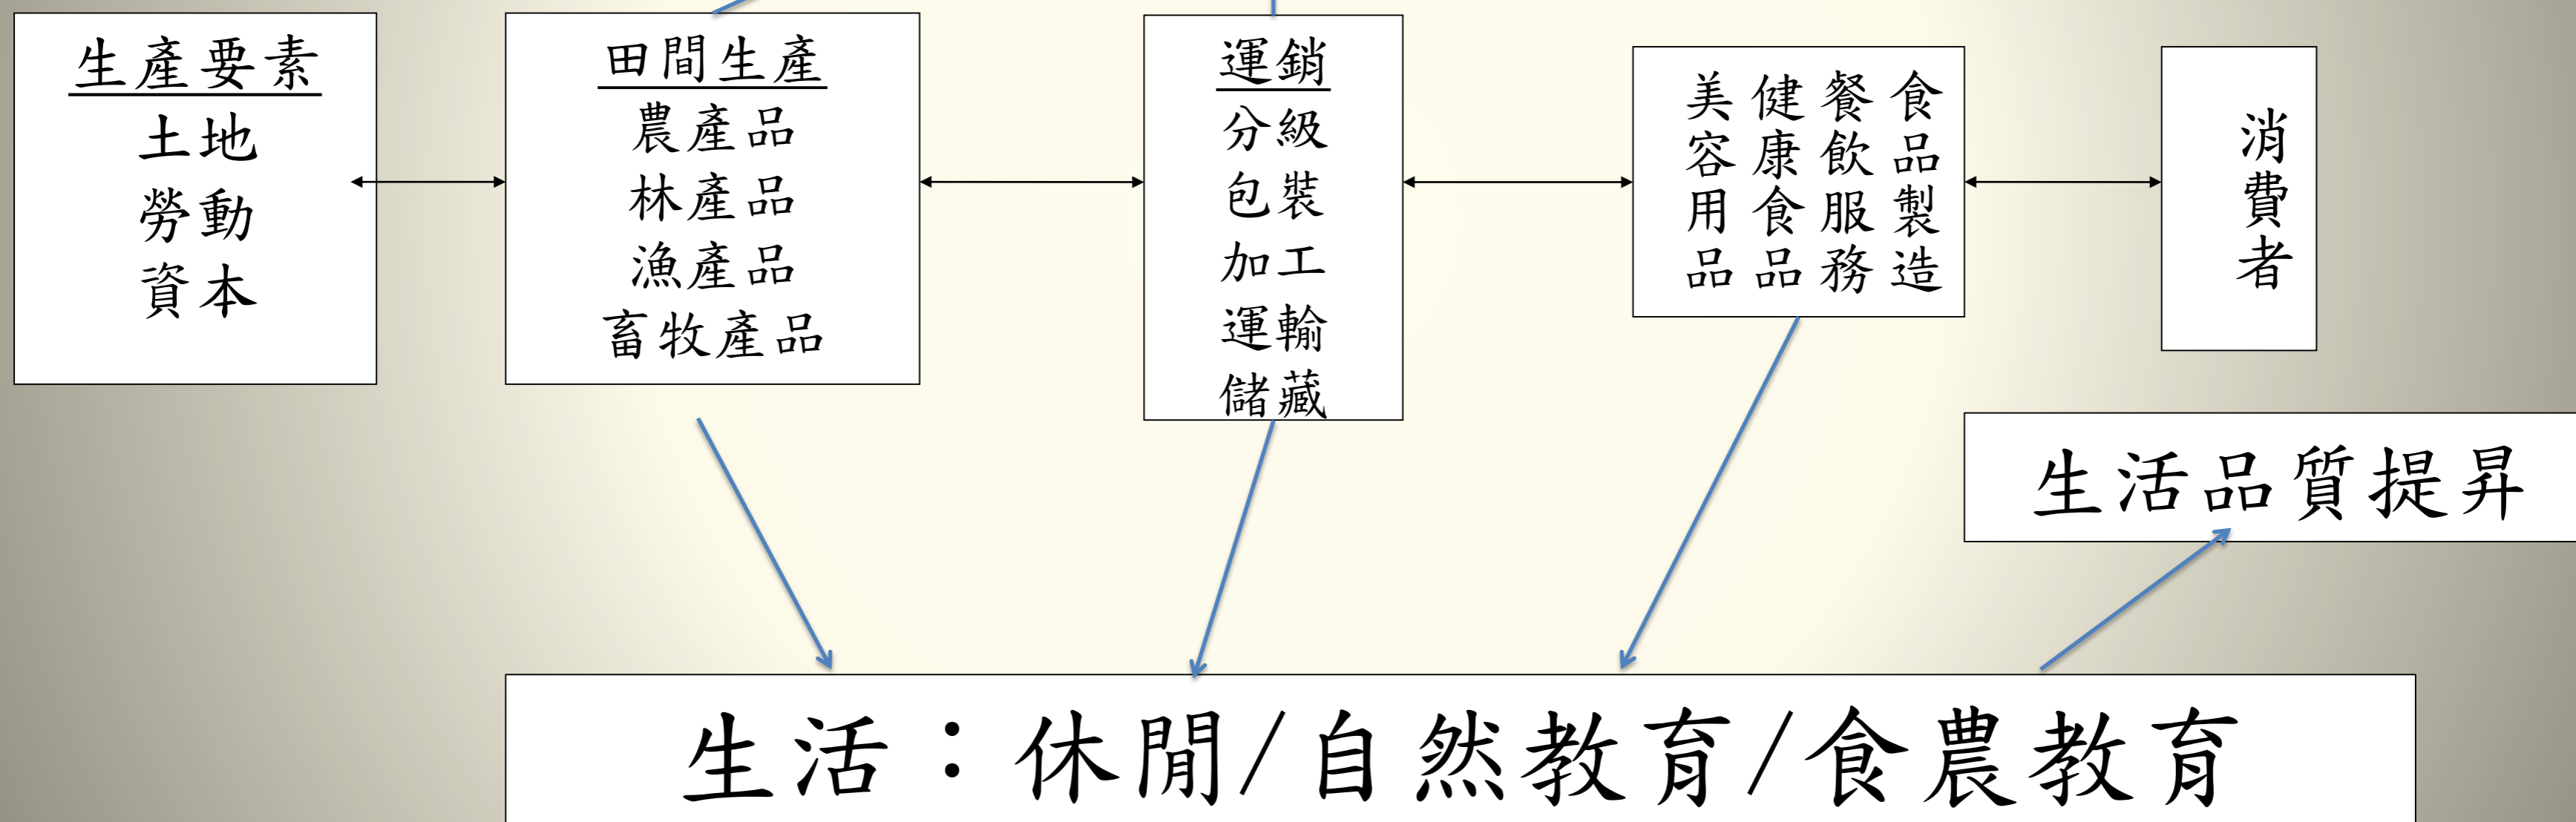 生產要素
土地
勞動
資本
田間生產
農產品
林產品
漁產品
畜牧產品
運銷
分級
包裝
加工
運輸
儲藏
食品製造
餐飲服務
健康食品
美容用品
消費者
生活品質提昇
生活：休閒/自然教育/食農教育